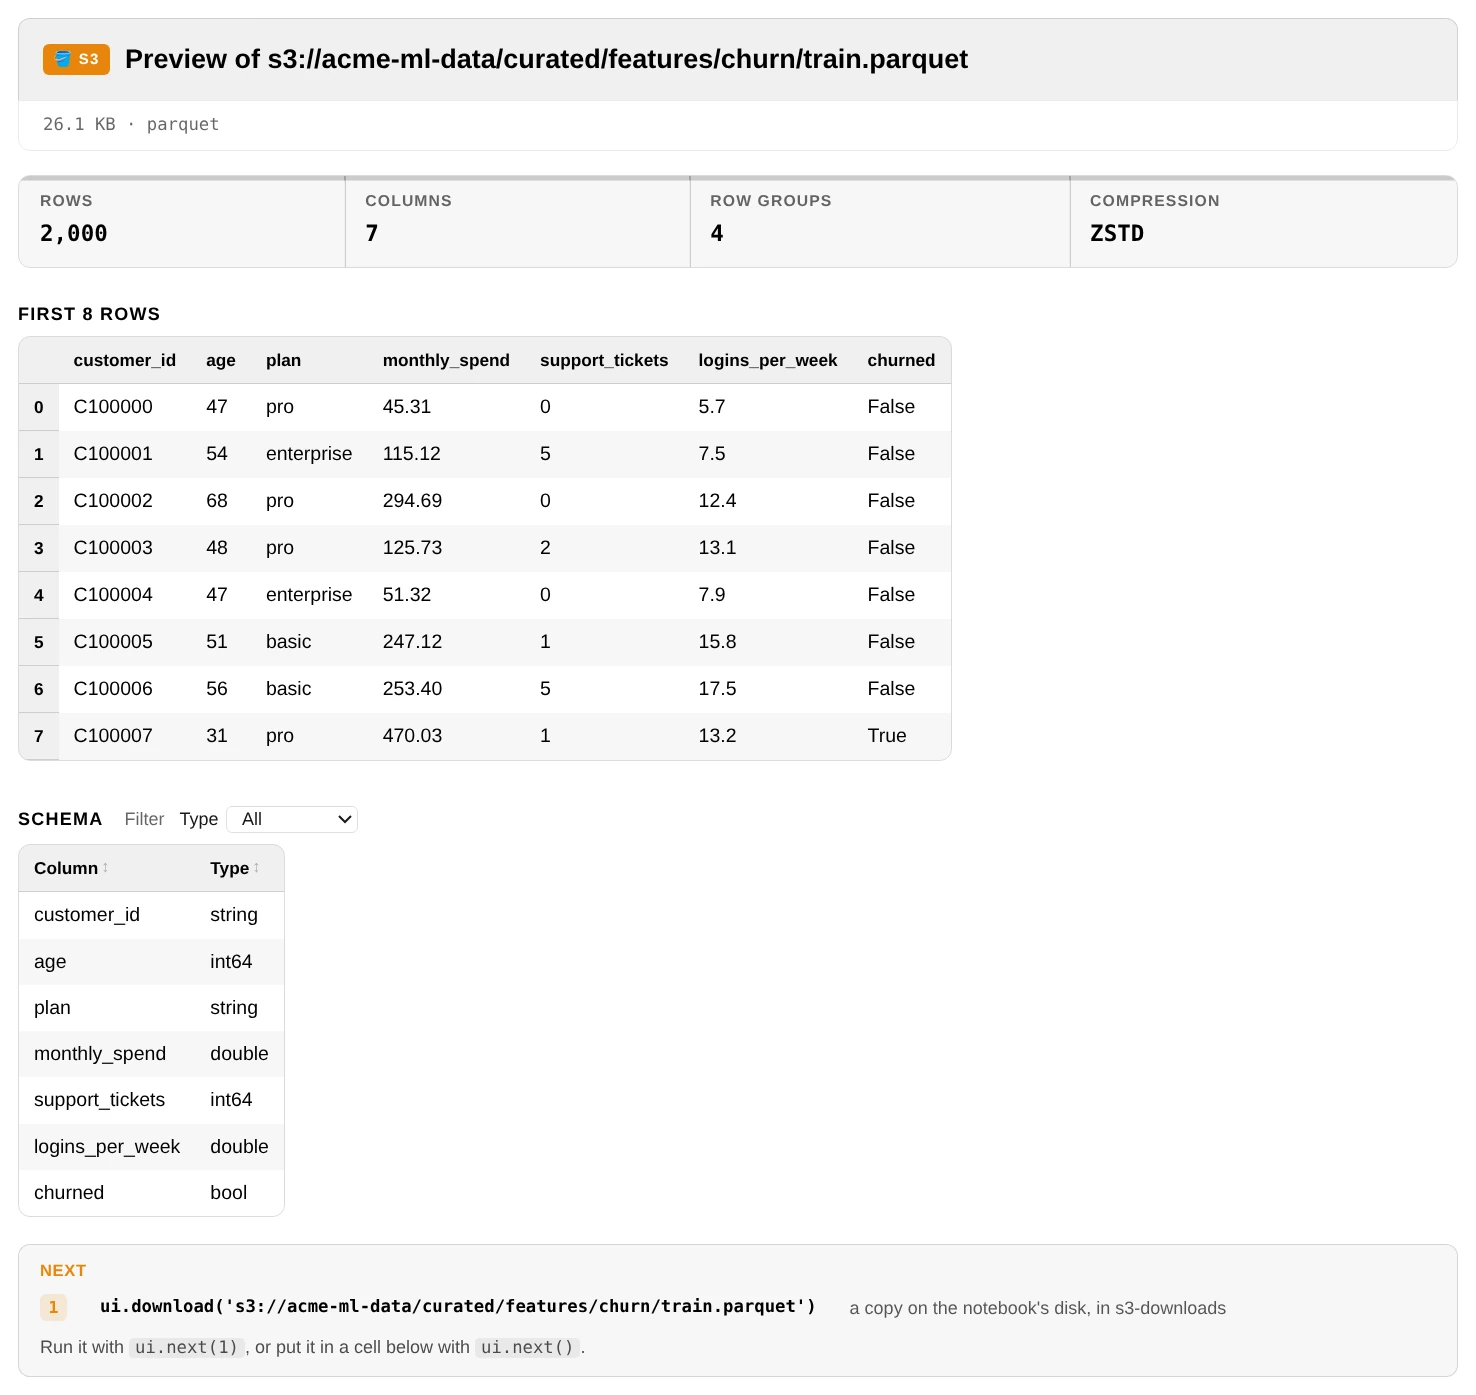 S3 Preview of s3://acme-ml-data/curated/features/churn/train.parquet
26.1 KB · parquet
ROWS COLUMNS ROW GROUPS COMPRESSION
2,000 7 4 ZSTD
FIRST 8 ROWS
customer_id age plan monthly_spend support_tickets logins_per_week churned
0 C100000 47 pro 45.31 0 5.7 False
1 C100001 54 enterprise 115.12 5 7.5 False
2 C100002 68 pro 294.69 0 12.4 False
3 C100003 48 pro 125.73 2 13.1 False
4 C100004 47 enterprise 51.32 0 7.9 False
5 C100005 51 basic 247.12 1 15.8 False
6 C100006 56 basic 253.40 5 17.5 False
7 C100007 31 pro 470.03 1 13.2 True
SCHEMA Filter Type All
Column Type
customer_id string
age int64
plan string
monthly_spend double
support_tickets int64
logins_per_week double
churned bool
NEXT
1 ui.download('s3://acme-ml-data/curated/features/churn/train.parquet') a copy on the notebook's disk, in s3-downloads
Run it with ui.next(1), or put it in a cell below with ui.next().